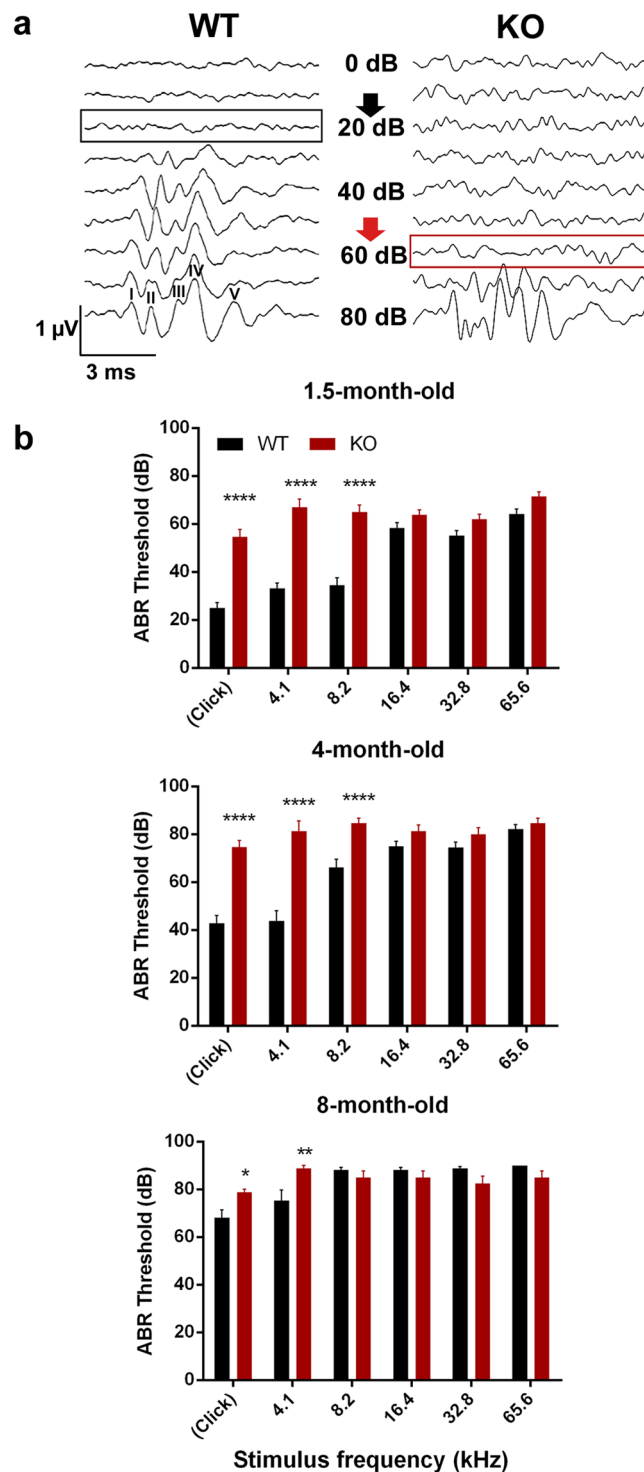 a
WT
KO
0 dB
20 dB
40 dB
60 dB
80 dB
I II III IV V
1 µV
3 ms
1.5-month-old
b
WT KO
ABR Threshold (dB)
100
80
60
40
20
0
**** **** ****
(Click) 4.1 8.2 16.4 32.8 65.6
4-month-old
ABR Threshold (dB)
100
80
60
40
20
0
**** **** ****
(Click) 4.1 8.2 16.4 32.8 65.6
8-month-old
ABR Threshold (dB)
100
80
60
40
20
0
* **
(Click) 4.1 8.2 16.4 32.8 65.6
Stimulus frequency (kHz)